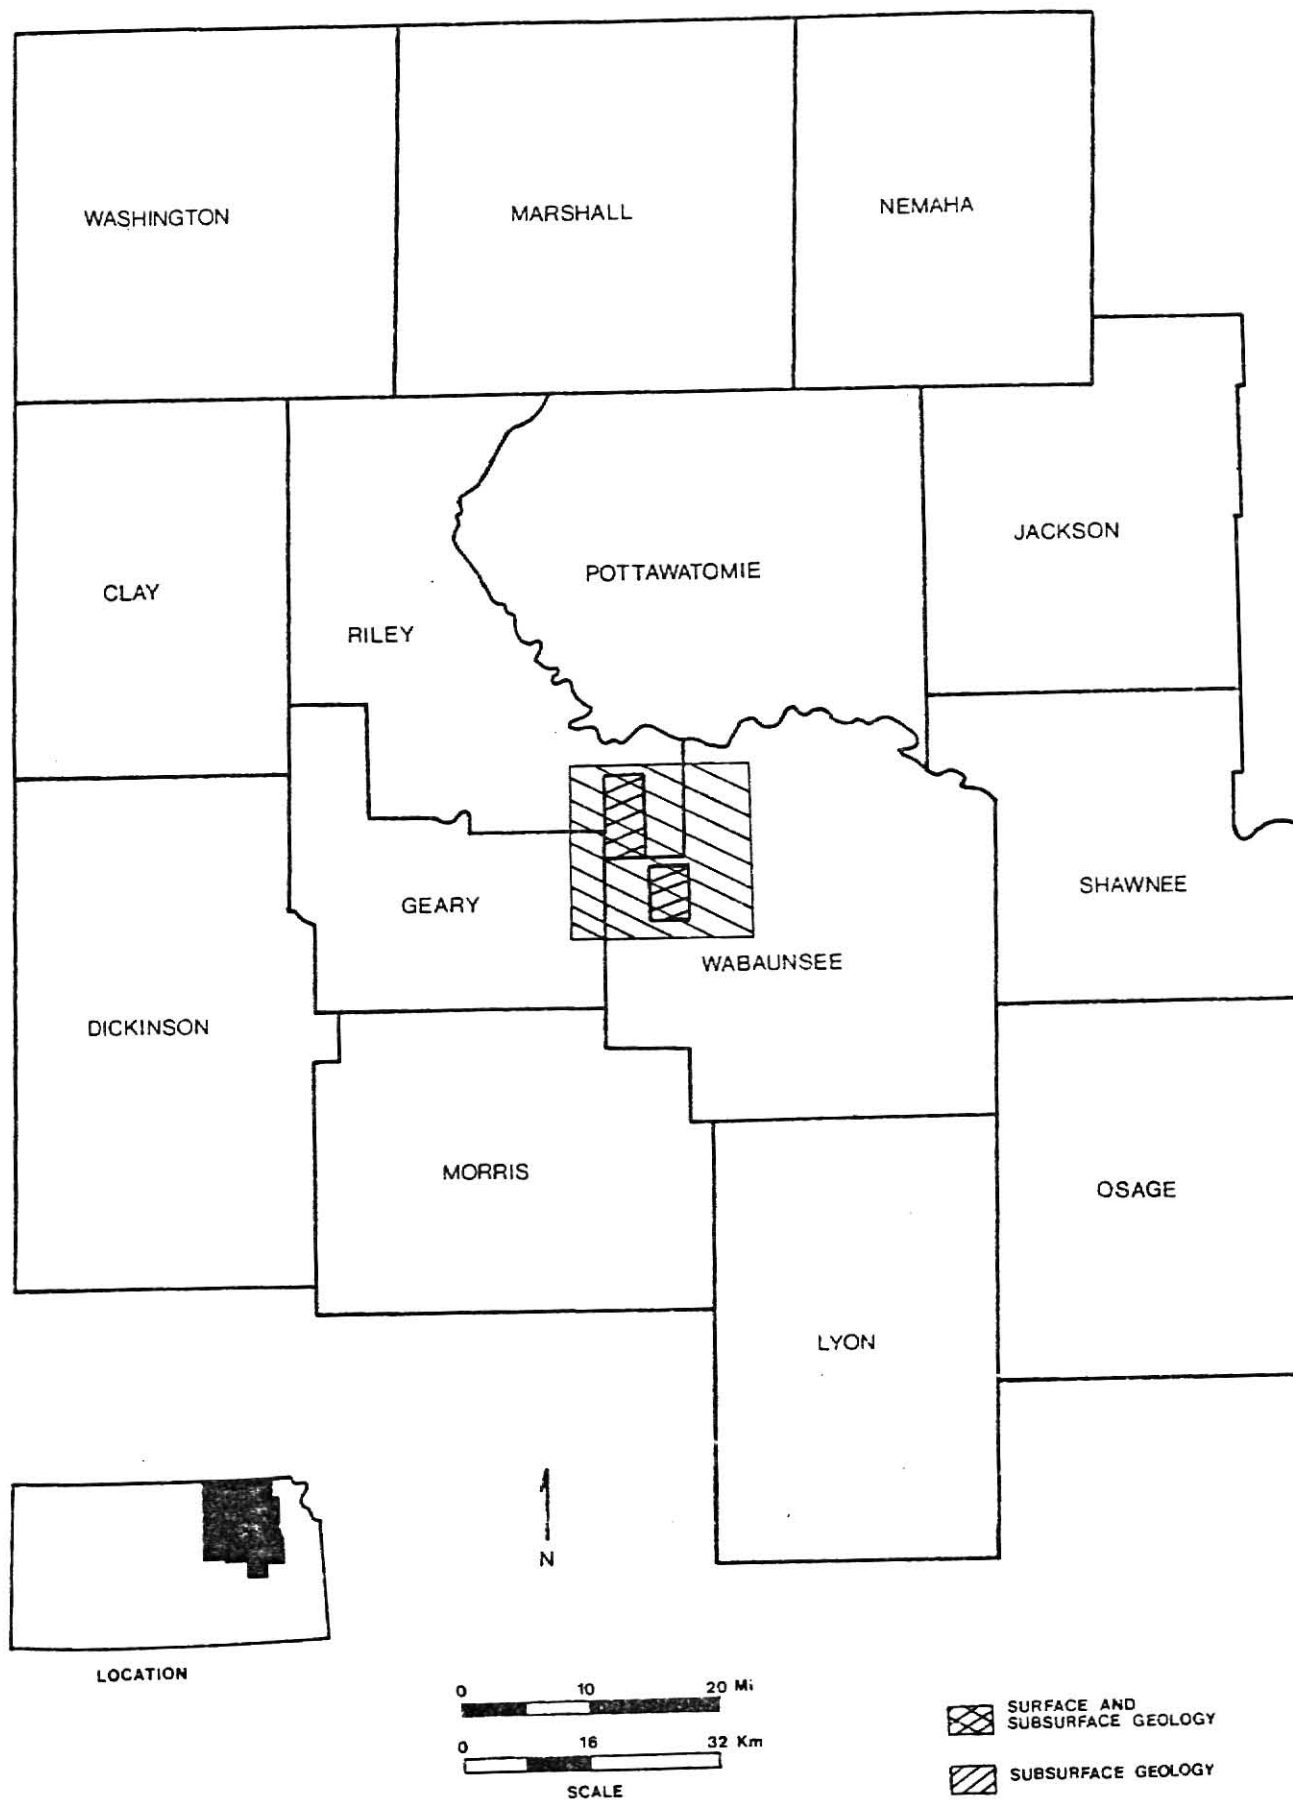 WASHINGTON
MARSHALL
NEMAHA
JACKSON
POTTAWATOMIE
CLAY
RILEY
SHAWNEE
GEARY
WABAUNSEE
DICKINSON
MORRIS
OSAGE
LYON
N
LOCATION
0 10 20 Mi
0 16 32 Km
SCALE
SURFACE AND
SUBSURFACE GEOLOGY
SUBSURFACE GEOLOGY